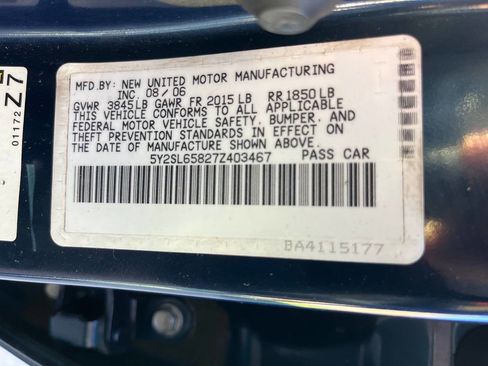 MFD.BY: NEW UNITED MOTOR MANUFACTURING
INC 08/06
GVWR 3845LB GAWR FR 2015 LB RR 1850 LB
THIS VEHICLE CONFORMS TO ALL APPLICABLE
FEDERAL MOTOR VEHICLE SAFETY, BUMPER, AND
THEFT PREVENTION STANDARDS IN EFFECT ON
THE DATE OF MANUFACTURE SHOWN ABOVE.
5Y2SL65827Z403467 PASS CAR
BA4115177
01172
Z 7